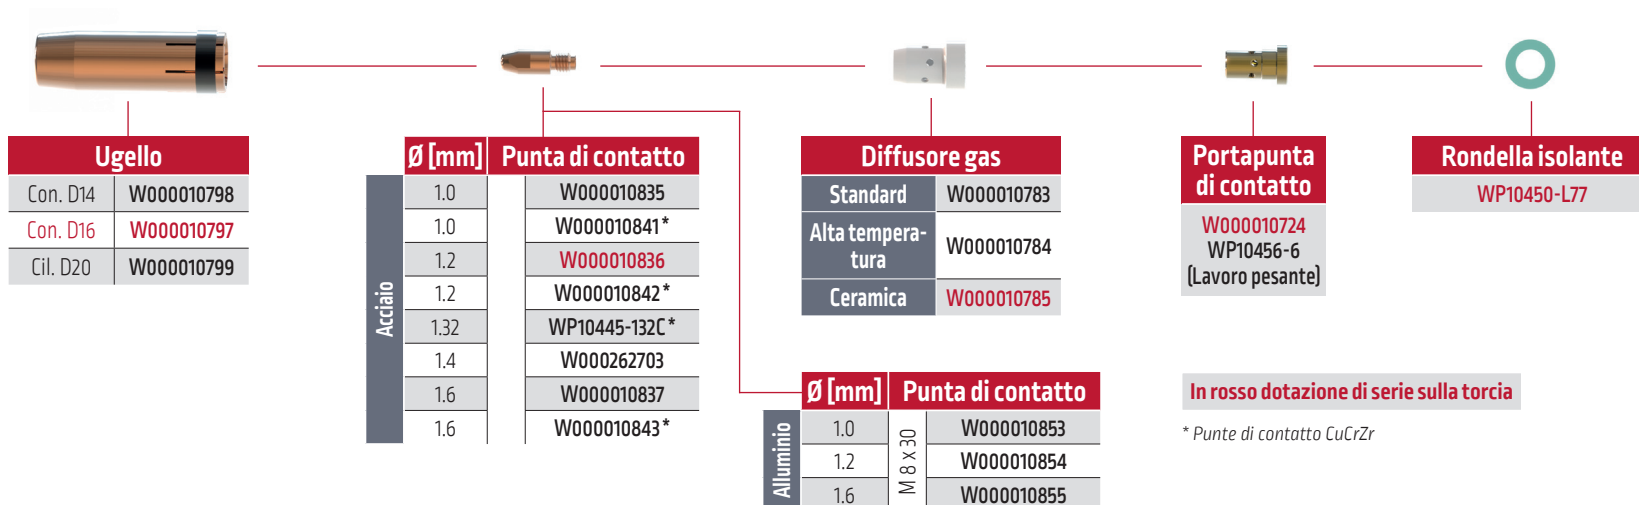 Ugello
Con. D14 W000010798
Con. D16 W000010797
Cil. D20 W000010799
Ø [mm] Punta di contatto
Acciaio
1.0 W000010835
1.0 W000010841*
1.2 W000010836
1.2 W000010842*
1.32 WP10445-132C*
1.4 W000262703
1.6 W000010837
1.6 W000010843*
Diffusore gas
Standard W000010783
Alta tempera-
tura W000010784
Ceramica W000010785
Portapunta
di contatto
W000010724
WP10456-6
(Lavoro pesante)
Rondella isolante
WP10450-L77
Ø [mm] Punta di contatto
Alluminio
M 8 x 30
1.0 W000010853
1.2 W000010854
1.6 W000010855
In rosso dotazione di serie sulla torcia
* Punte di contatto CuCrZr